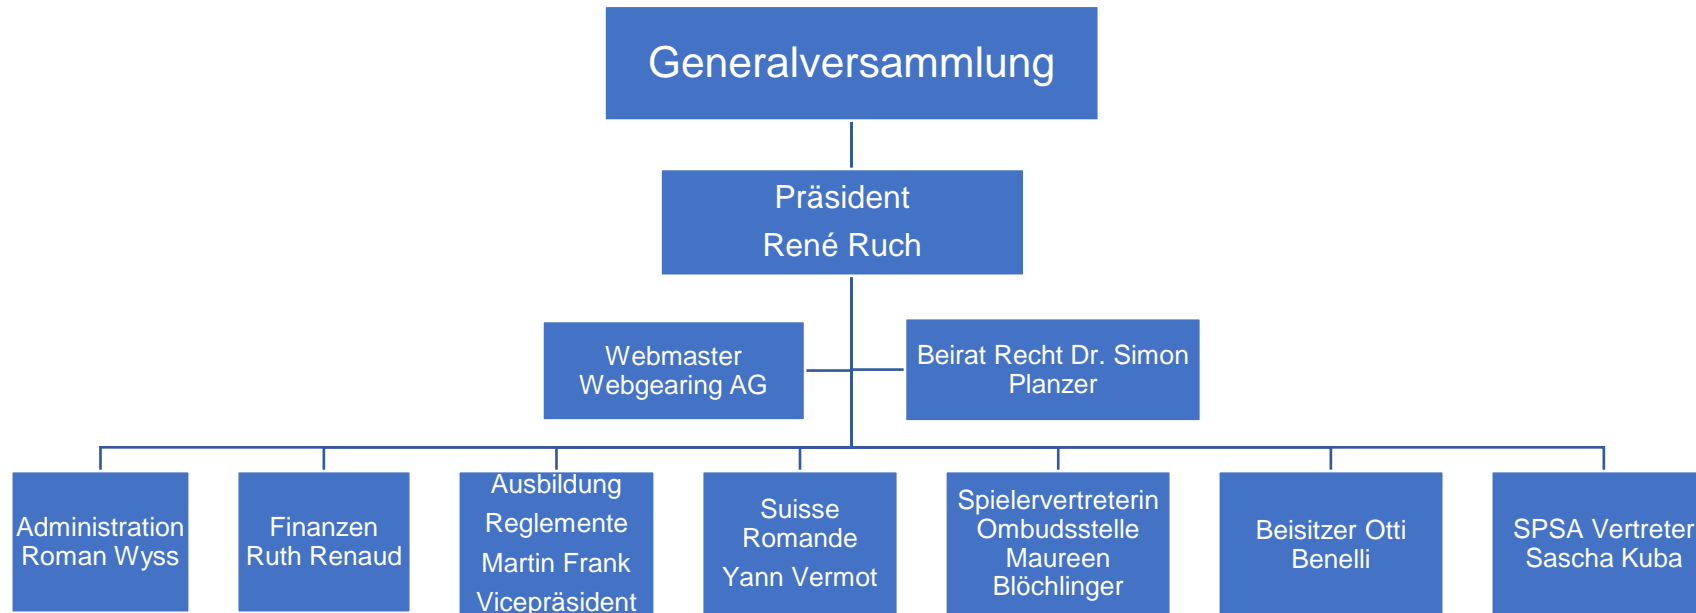 Generalversammlung
Präsident
René Ruch
Webmaster
Webgearing AG
Beirat Recht Dr. Simon
Planzer
Administration
Roman Wyss
Finanzen
Ruth Renaud
Ausbildung
Reglemente
Martin Frank
Vicepräsident
Suisse
Romande
Yann Vermot
Spielervertreterin
Ombudsstelle
Maureen
Blöchlinger
Beisitzer Otti
Benelli
SPSA Vertreter
Sascha Kuba